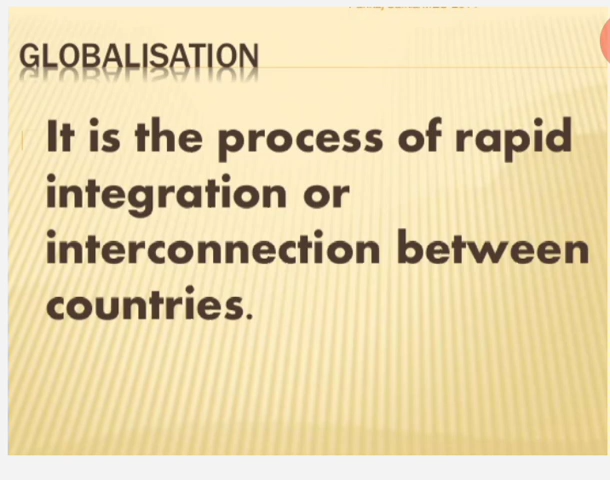 GLOBALISATION
It is the process of rapid
integration or
interconnection between
countries.